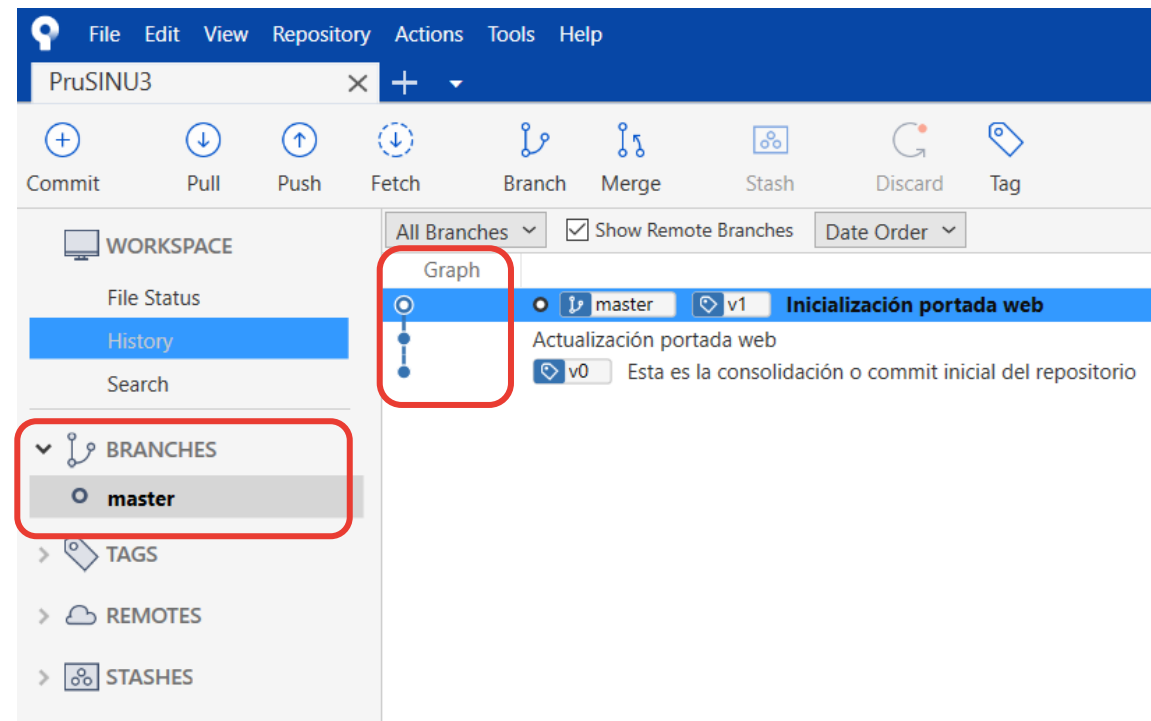 File Edit View Repository Actions Tools Help
PruSINU3
Commit Pull Push Fetch Branch Merge Stash Discard Tag
WORKSPACE
File Status
History
Search
BRANCHES
master
TAGS
REMOTES
STASHES
All Branches Show Remote Branches Date Order
Graph
master v1 Inicialización portada web
Actualización portada web
v0 Esta es la consolidación o commit inicial del repositorio